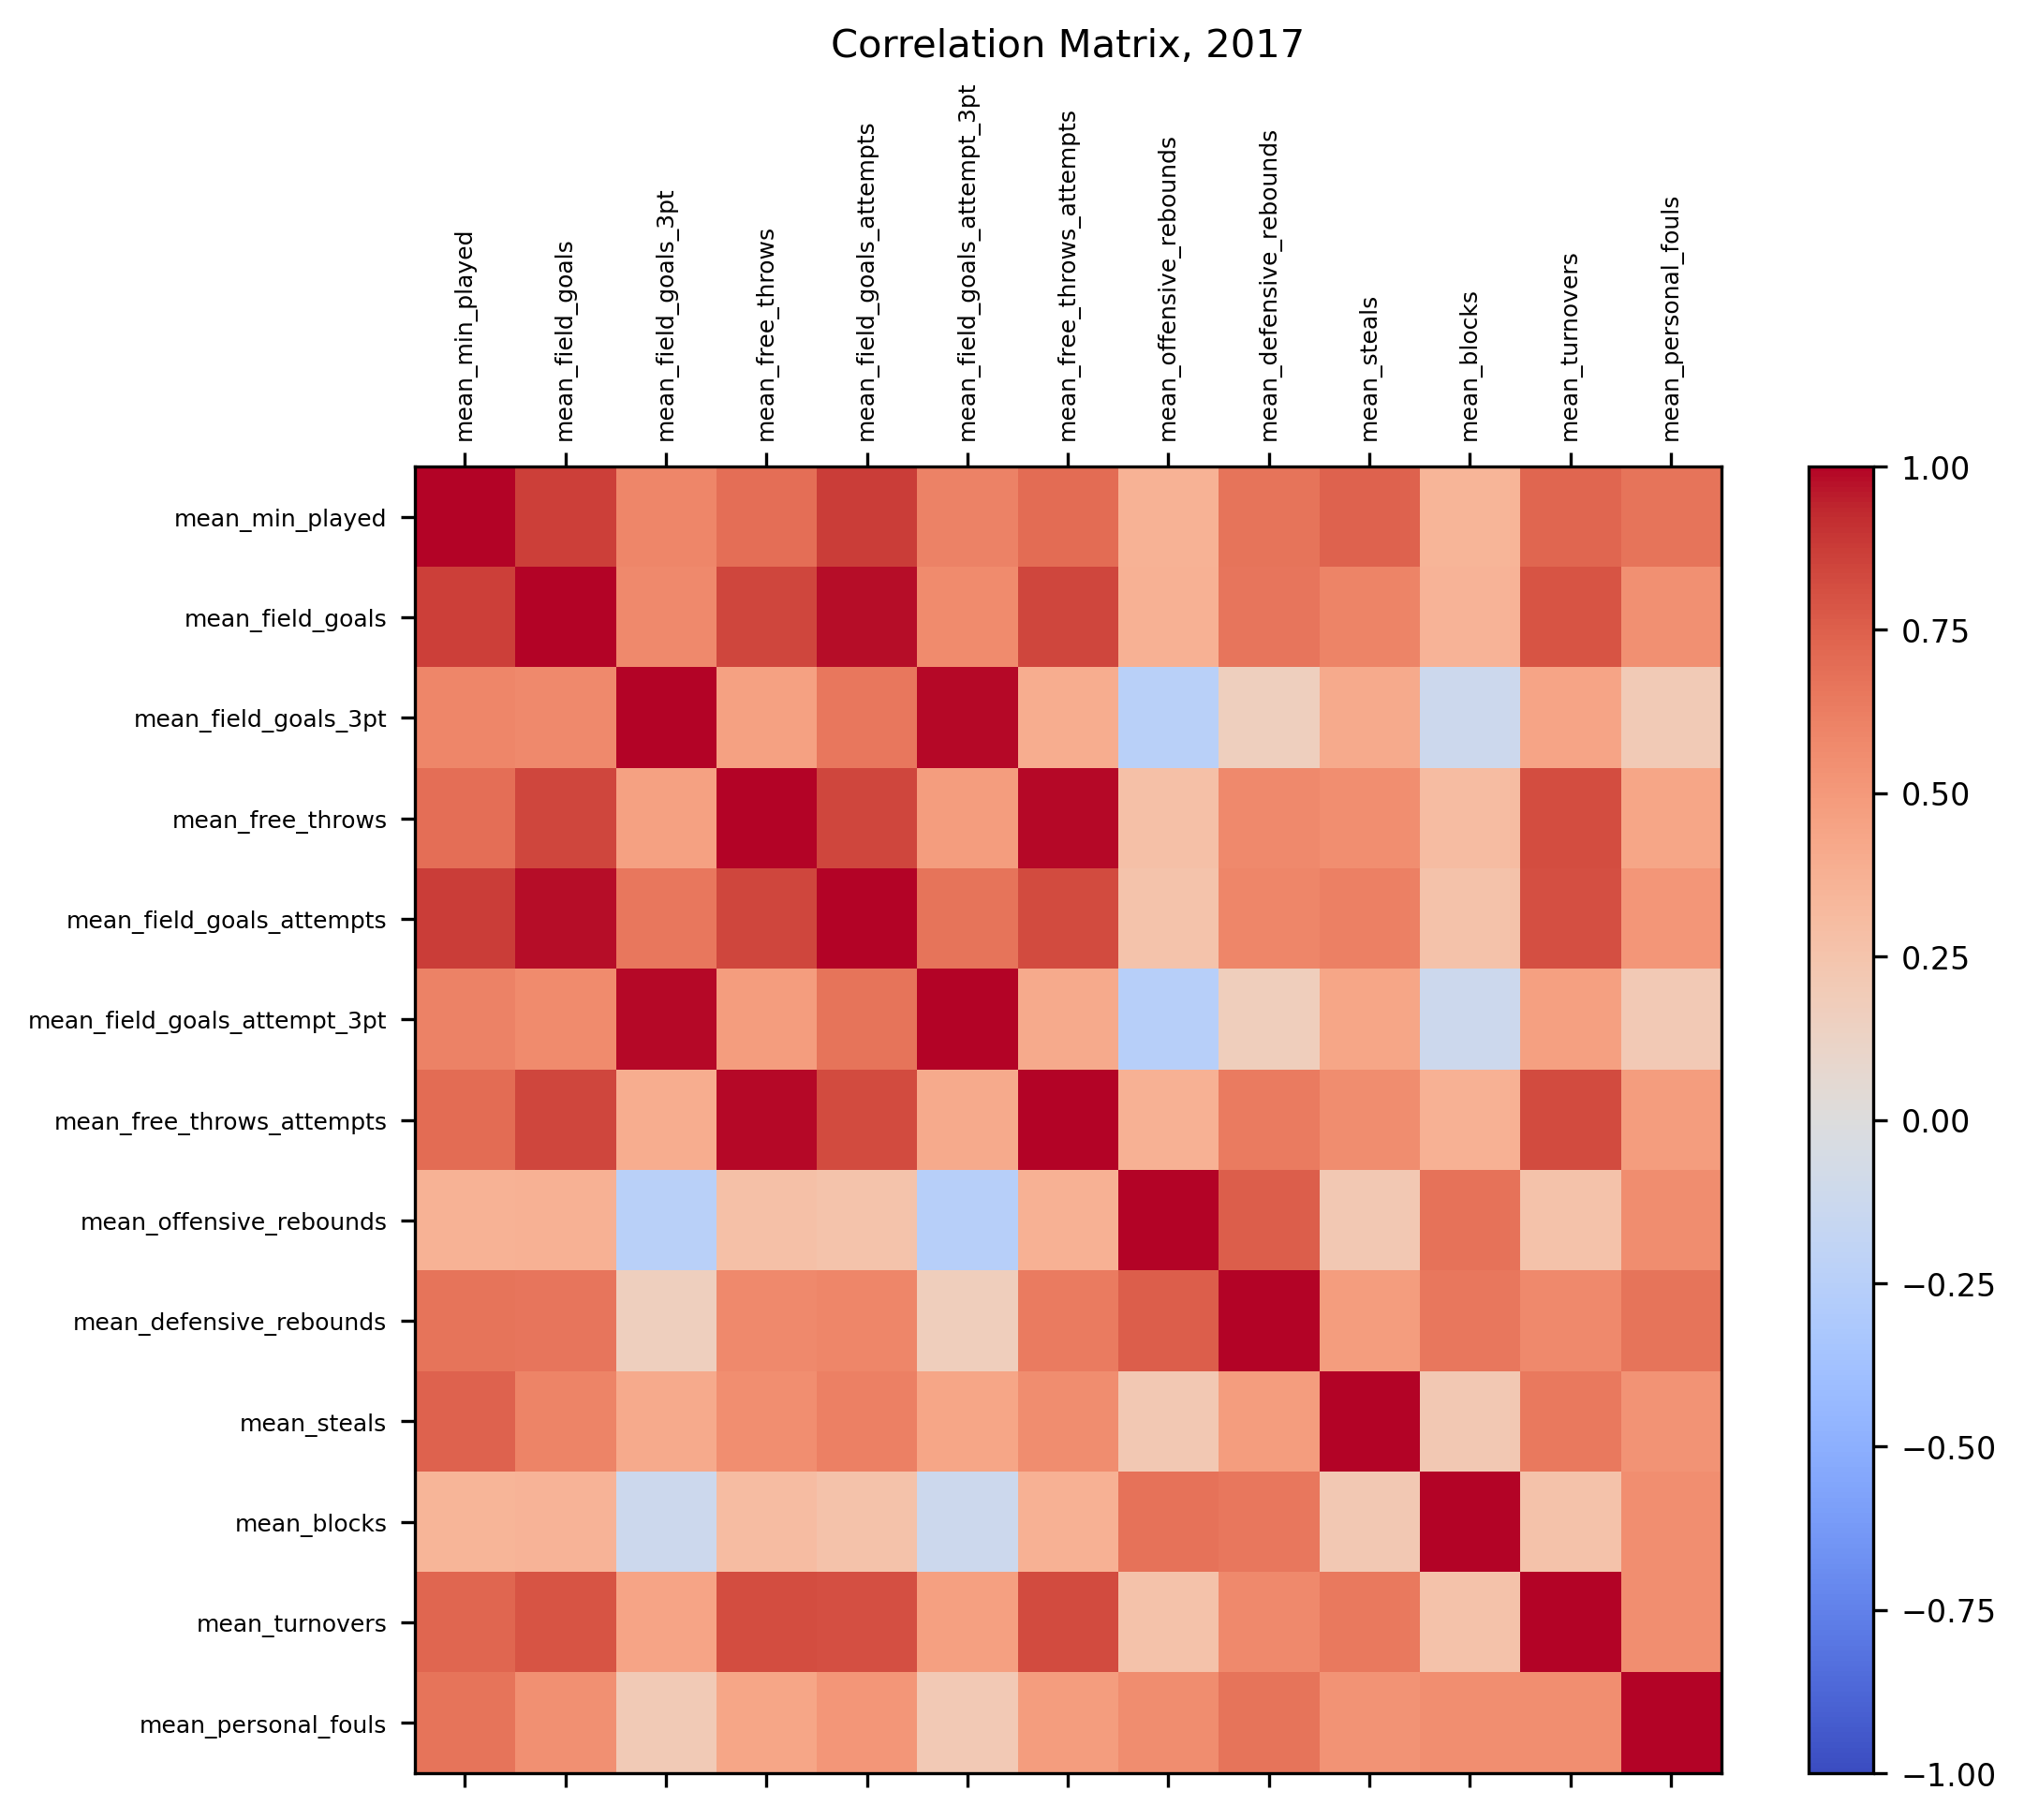 Correlation Matrix, 2017
mean_min_played
mean_field_goals
mean_field_goals_3pt
mean_free_throws
mean_field_goals_attempts
mean_field_goals_attempt_3pt
mean_free_throws_attempts
mean_offensive_rebounds
mean_defensive_rebounds
mean_steals
mean_blocks
mean_turnovers
mean_personal_fouls
mean_min_played
mean_field_goals
mean_field_goals_3pt
mean_free_throws
mean_field_goals_attempts
mean_field_goals_attempt_3pt
mean_free_throws_attempts
mean_offensive_rebounds
mean_defensive_rebounds
mean_steals
mean_blocks
mean_turnovers
mean_personal_fouls
1.00
0.75
0.50
0.25
0.00
−0.25
−0.50
−0.75
−1.00